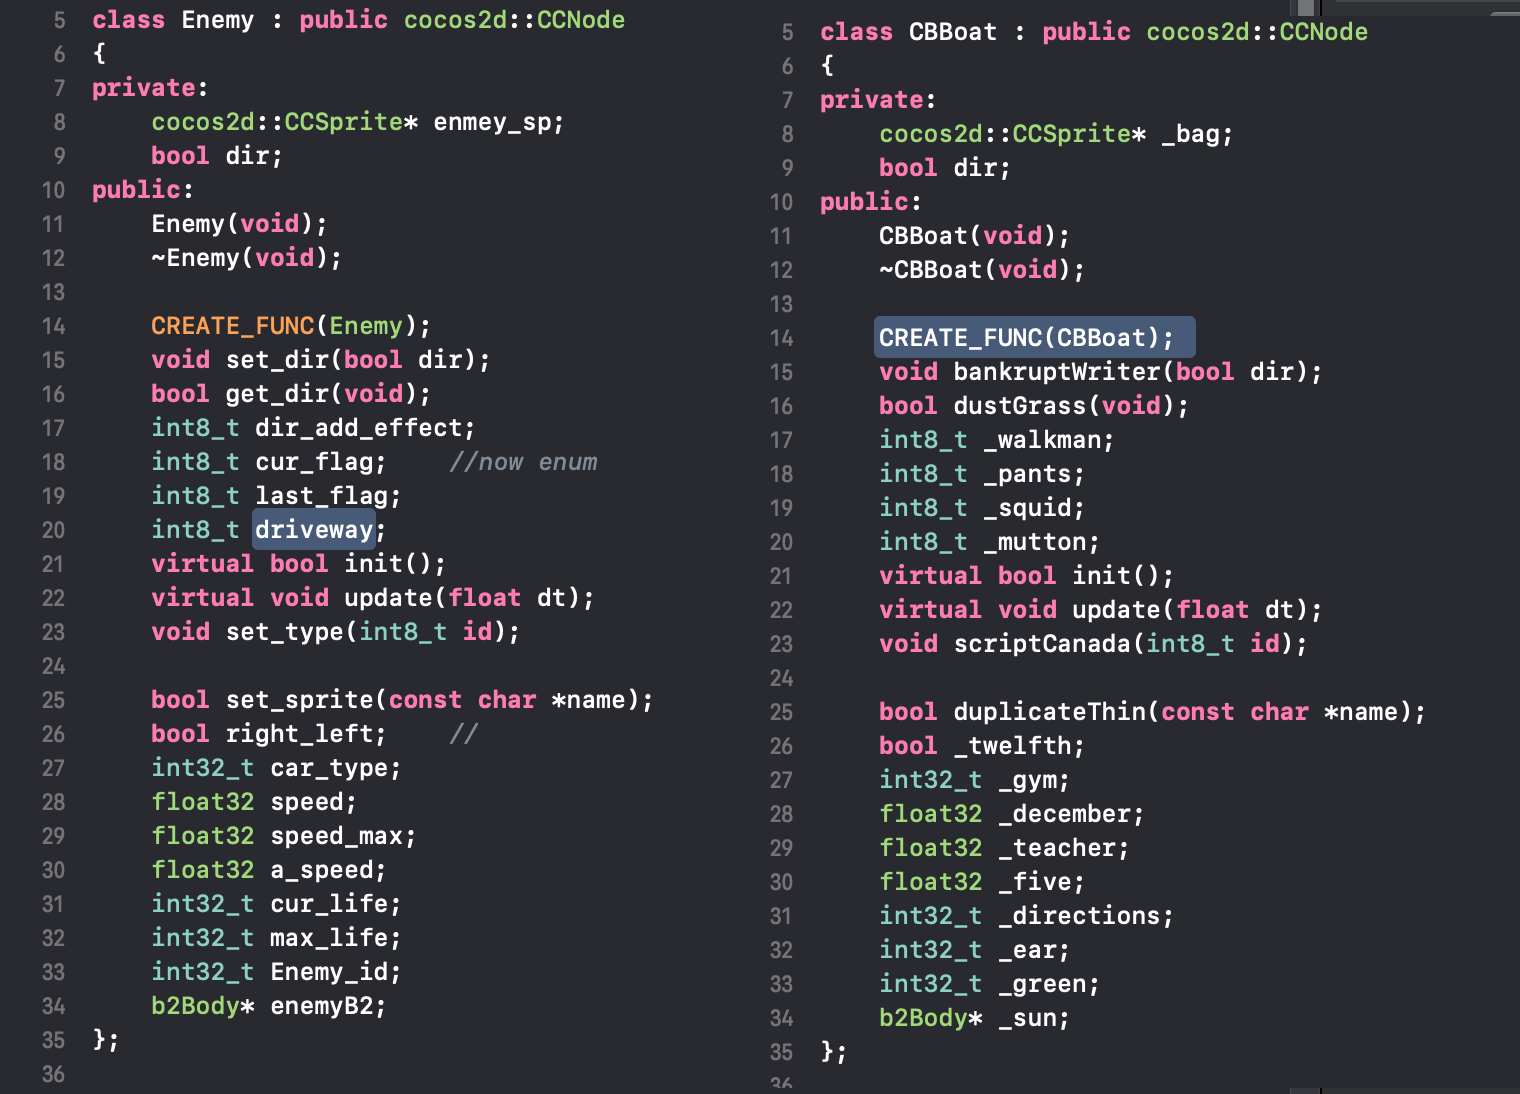 5 class Enemy : public cocos2d::CCNode
6 {
7 private:
8 cocos2d::CCSprite* enmey_sp;
9 bool dir;
10 public:
11 Enemy(void);
12 ~Enemy(void);
13
14 CREATE_FUNC(Enemy);
15 void set_dir(bool dir);
16 bool get_dir(void);
17 int8_t dir_add_effect;
18 int8_t cur_flag; //now enum
19 int8_t last_flag;
20 int8_t driveway;
21 virtual bool init();
22 virtual void update(float dt);
23 void set_type(int8_t id);
24
25 bool set_sprite(const char *name);
26 bool right_left; //
27 int32_t car_type;
28 float32 speed;
29 float32 speed_max;
30 float32 a_speed;
31 int32_t cur_life;
32 int32_t max_life;
33 int32_t Enemy_id;
34 b2Body* enemyB2;
35 };
36
5 class CBBoat : public cocos2d::CCNode
6 {
7 private:
8 cocos2d::CCSprite* _bag;
9 bool dir;
10 public:
11 CBBoat(void);
12 ~CBBoat(void);
13
14 CREATE_FUNC(CBBoat);
15 void bankruptWriter(bool dir);
16 bool dustGrass(void);
17 int8_t _walkman;
18 int8_t _pants;
19 int8_t _squid;
20 int8_t _mutton;
21 virtual bool init();
22 virtual void update(float dt);
23 void scriptCanada(int8_t id);
24
25 bool duplicateThin(const char *name);
26 bool _twelfth;
27 int32_t _gym;
28 float32 _december;
29 float32 _teacher;
30 float32 _five;
31 int32_t _directions;
32 int32_t _ear;
33 int32_t _green;
34 b2Body* _sun;
35 };
36